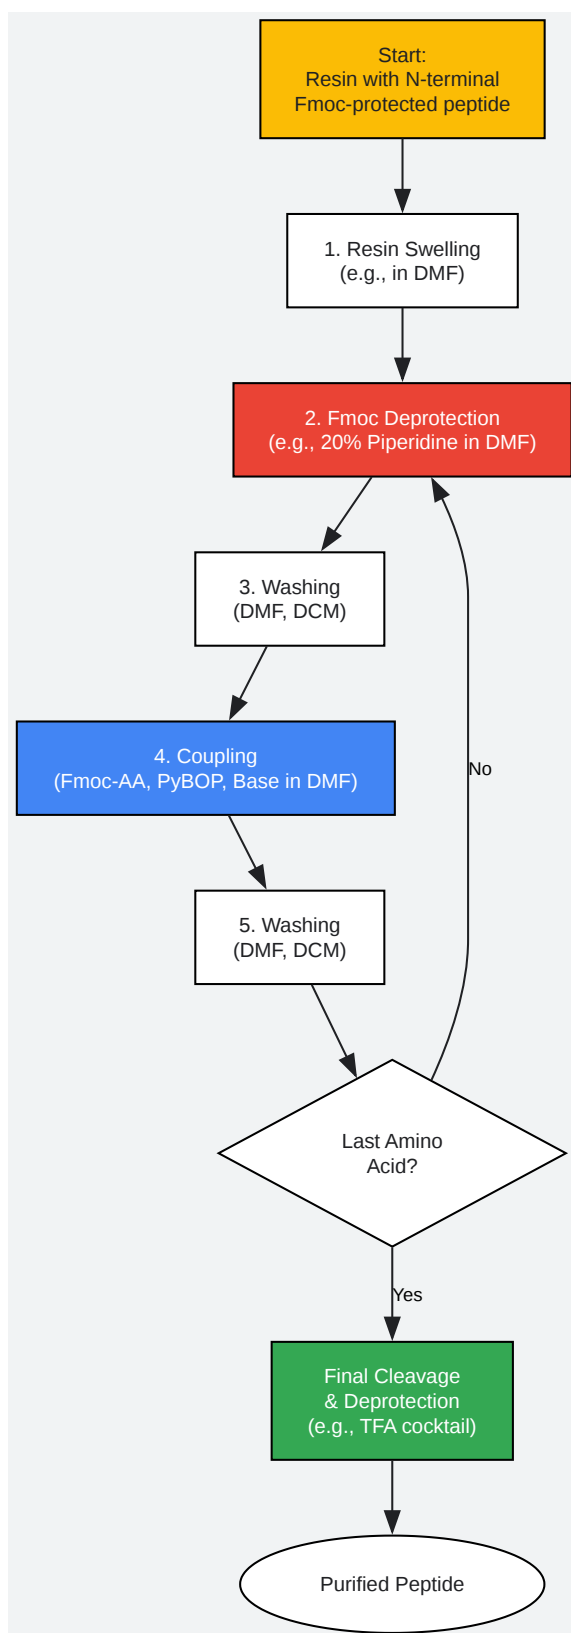 Start:
Resin with N-terminal
Fmoc-protected peptide
1. Resin Swelling
(e.g., in DMF)
2. Fmoc Deprotection
(e.g., 20% Piperidine in DMF)
3. Washing
(DMF, DCM)
4. Coupling
(Fmoc-AA, PyBOP, Base in DMF)
No
5. Washing
(DMF, DCM)
Last Amino
Acid?
Yes
Final Cleavage
& Deprotection
(e.g., TFA cocktail)
Purified Peptide